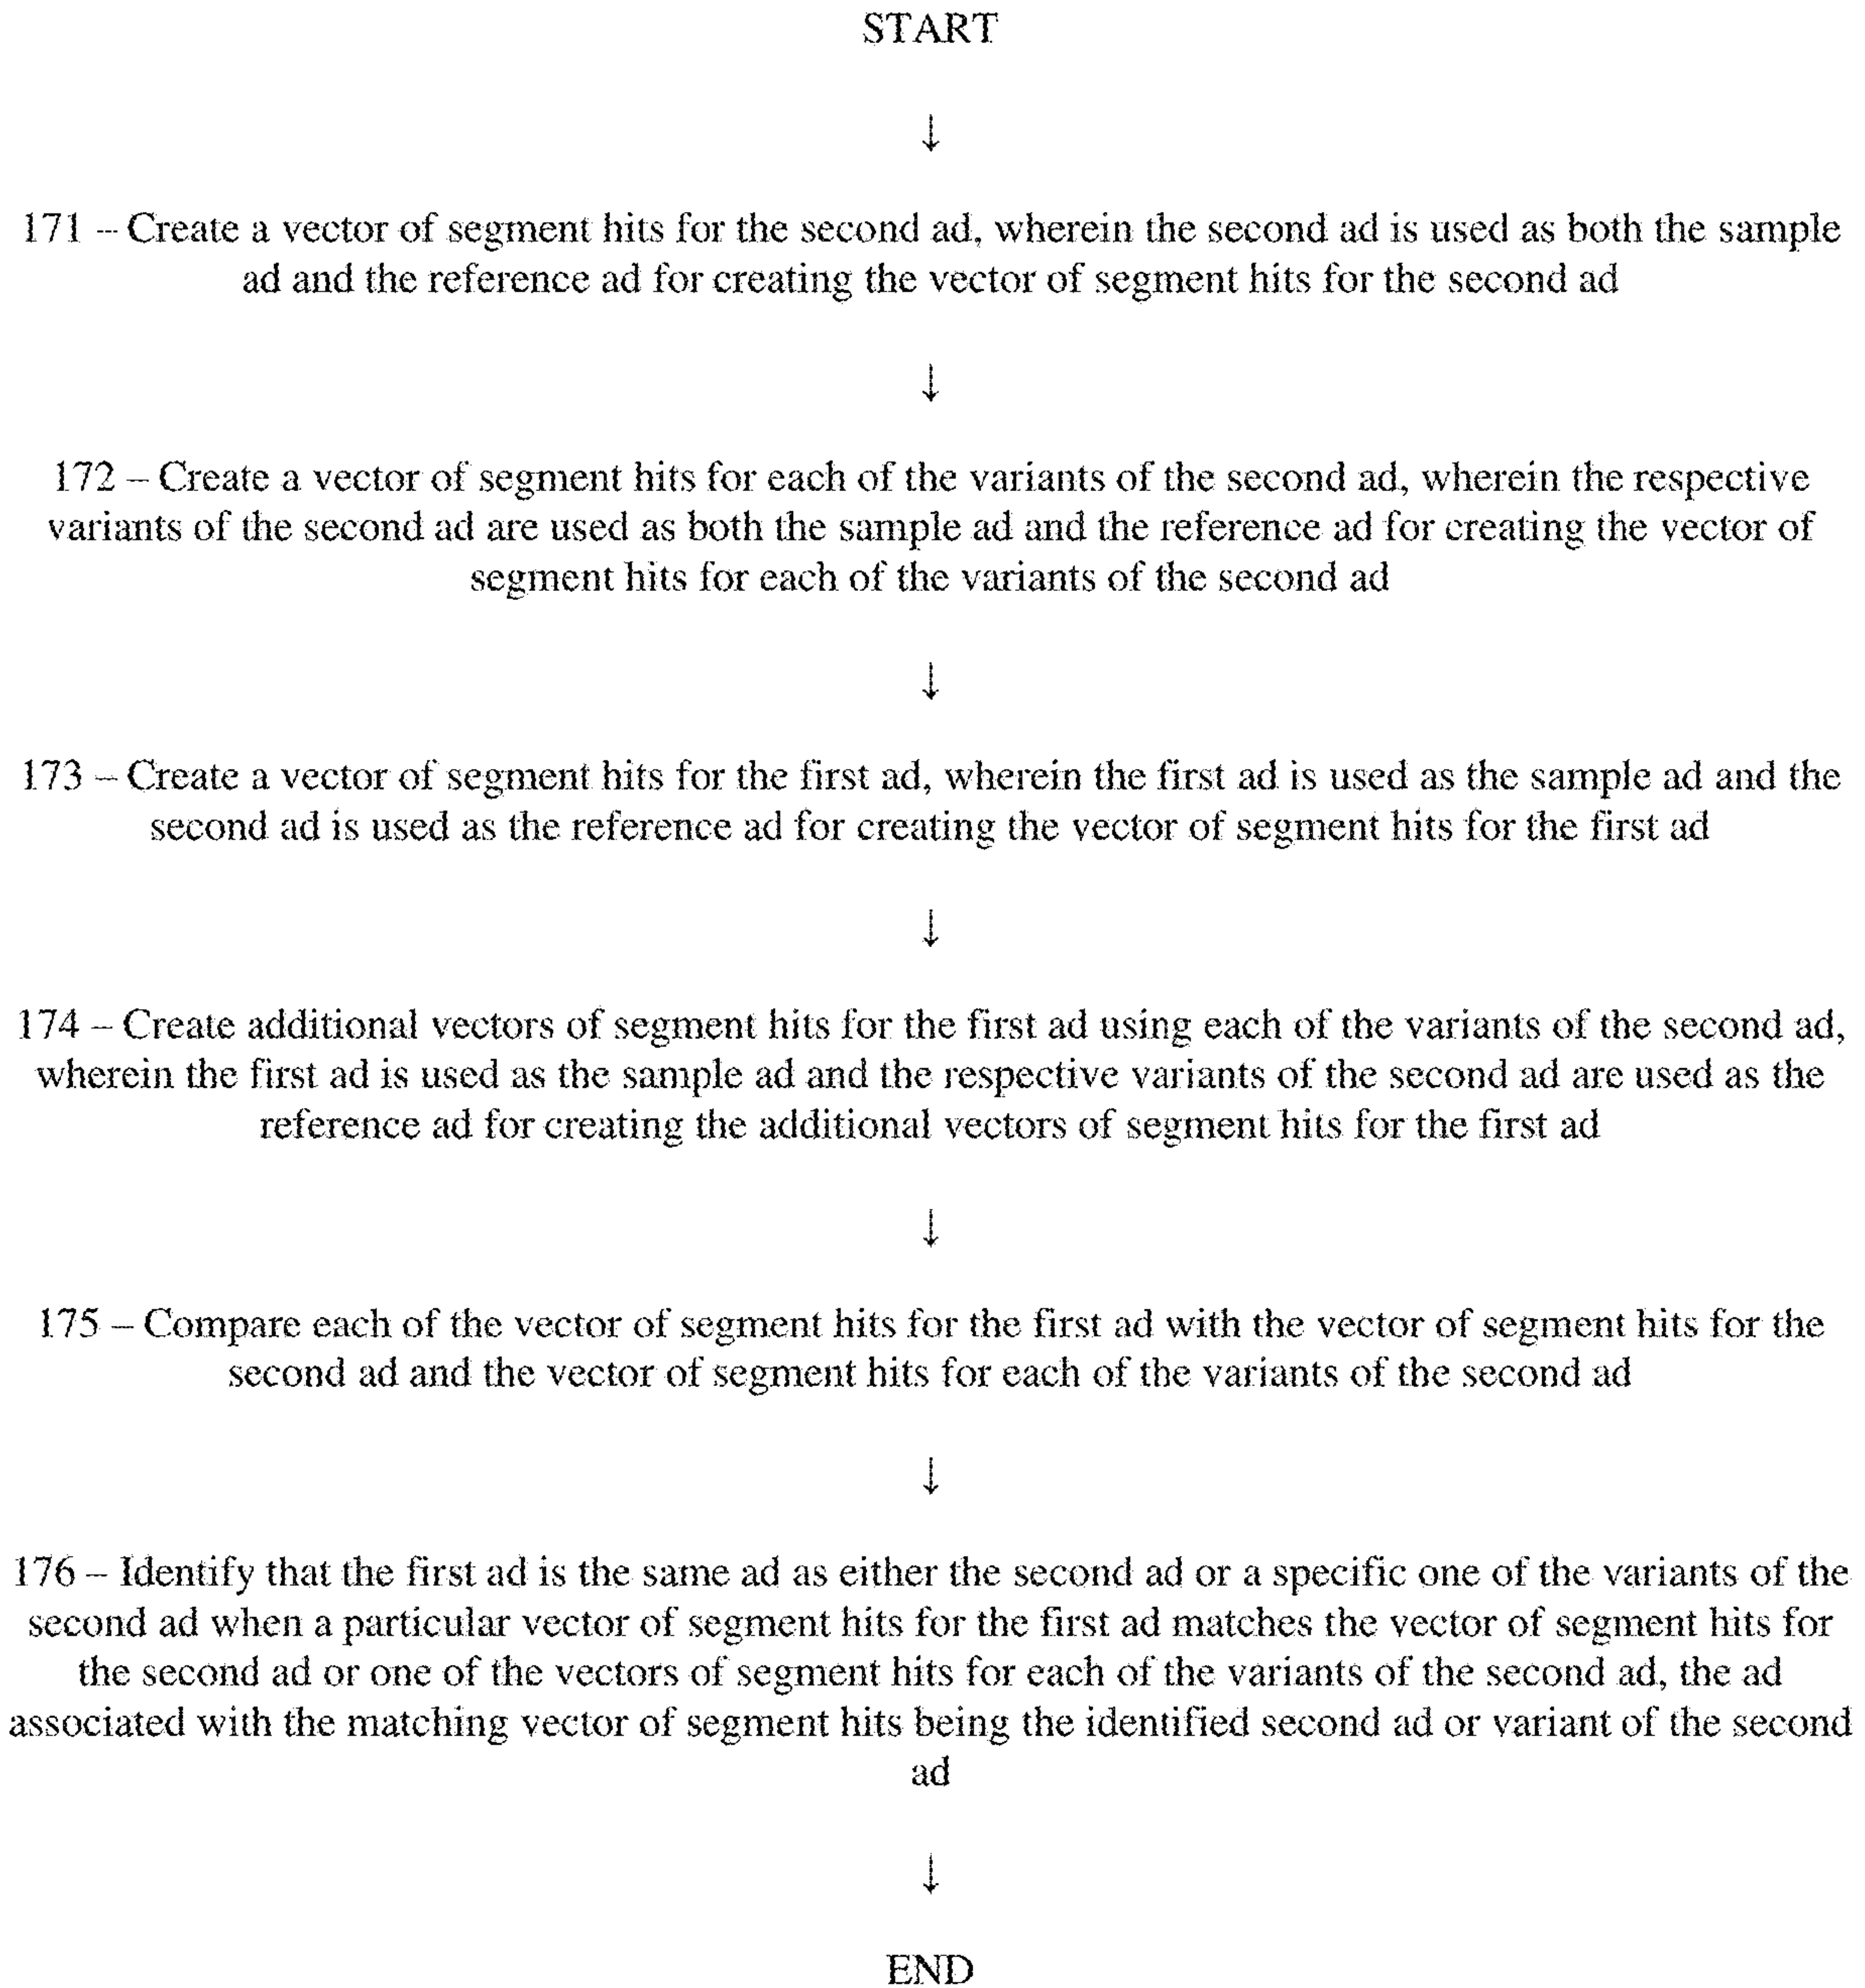 START
↓
171 – Create a vector of segment hits for the second ad, wherein the second ad is used as both the sample
ad and the reference ad for creating the vector of segment hits for the second ad
↓
172 – Create a vector of segment hits for each of the variants of the second ad, wherein the respective
variants of the second ad are used as both the sample ad and the reference ad for creating the vector of
segment hits for each of the variants of the second ad
↓
173 – Create a vector of segment hits for the first ad, wherein the first ad is used as the sample ad and the
second ad is used as the reference ad for creating the vector of segment hits for the first ad
↓
174 – Create additional vectors of segment hits for the first ad using each of the variants of the second ad,
wherein the first ad is used as the sample ad and the respective variants of the second ad are used as the
reference ad for creating the additional vectors of segment hits for the first ad
↓
175 – Compare each of the vector of segment hits for the first ad with the vector of segment hits for the
second ad and the vector of segment hits for each of the variants of the second ad
↓
176 – Identify that the first ad is the same ad as either the second ad or a specific one of the variants of the
second ad when a particular vector of segment hits for the first ad matches the vector of segment hits for
the second ad or one of the vectors of segment hits for each of the variants of the second ad, the ad
associated with the matching vector of segment hits being the identified second ad or variant of the second
ad
↓
END